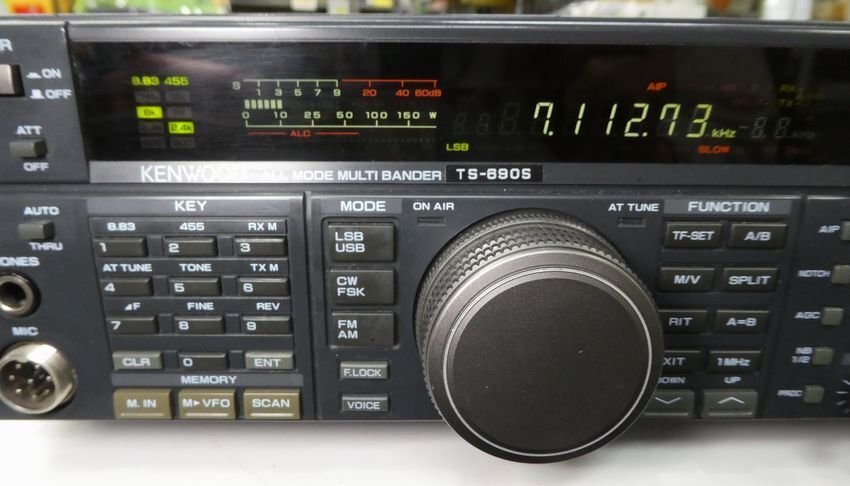 ON
OFF
ATT
OFF
8.83 455
6k
2.4k
S 1 3 5 7 9 20 40 60dB
0 10 25 50 100 150 W
ALC
LSB
AIP
7.112.73 kHz
SLOW
KENWOOD ALL MODE MULTI BANDER TS-690S
AUTO
THRU
MIC
KEY
8.83 455 RX M
1 2 3
AT TUNE TONE TX M
4 5 6
⊿F FINE REV
7 8 9
CLR 0 ENT
MEMORY
M. IN M▸VFO SCAN
MODE
LSB
USB
CW
FSK
FM
AM
F.LOCK
VOICE
ON AIR
AT TUNE
FUNCTION
TF-SET A/B
M/V SPLIT
RIT A=B
1MHz
UP
AIP
NOTCH
AGC
NB
1/2
PROC